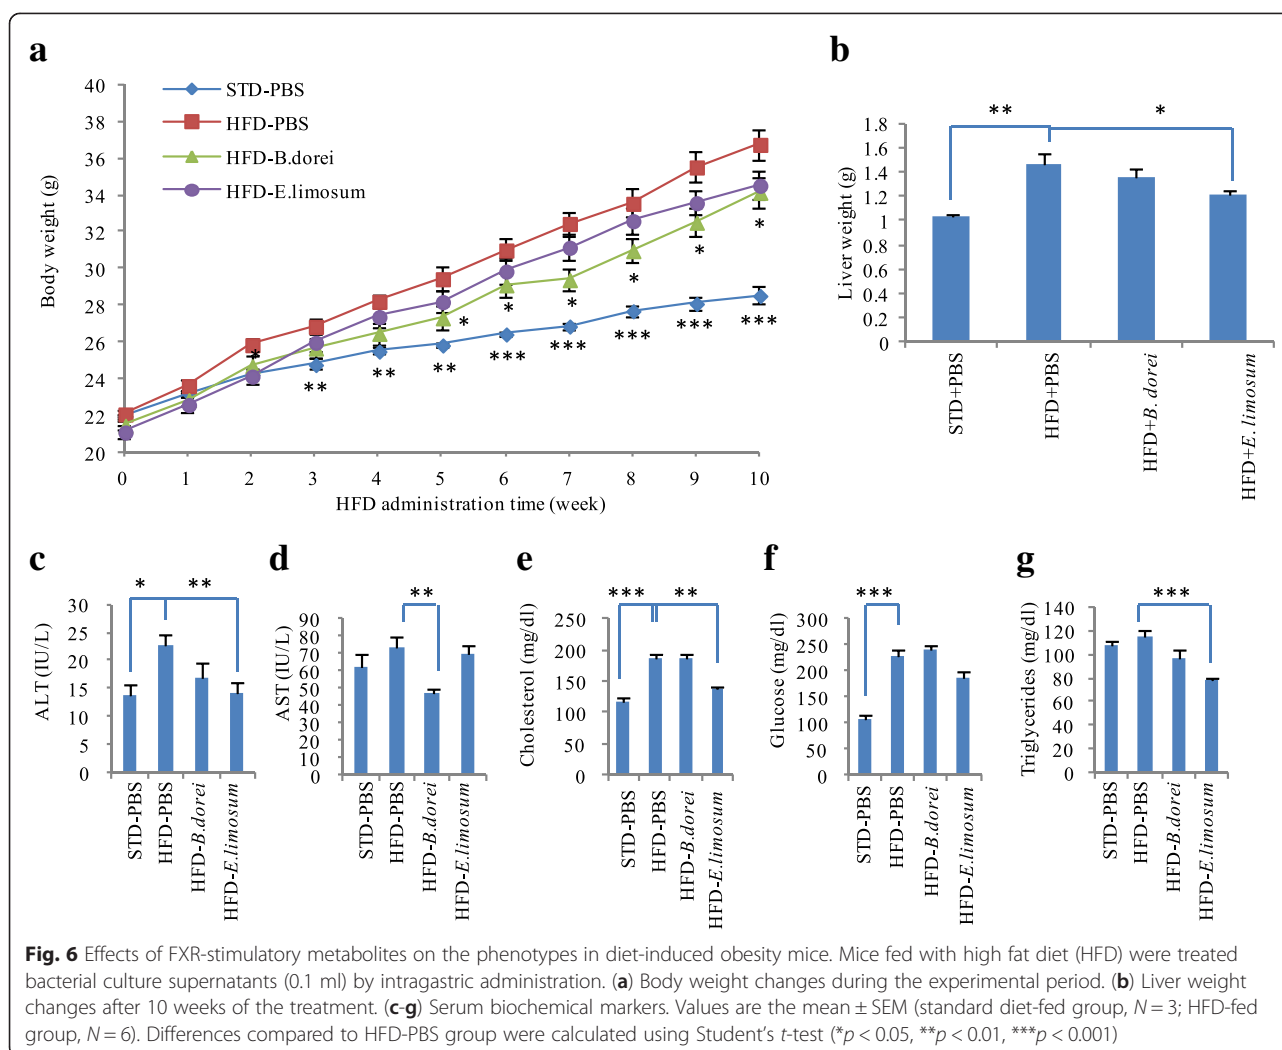 a
40
38
36
34
32
30
28
26
24
22
20
Body weight (g)
STD-PBS
HFD-PBS
HFD-B.dorei
HFD-E.limosum
*
** ** ** *** *** *** *** ***
* * * * * *
0 1 2 3 4 5 6 7 8 9 10
HFD administration time (week)
b
** *
1.8
1.6
1.4
1.2
1
0.8
0.6
0.4
0.2
0
Liver weight (g)
STD+PBS
HFD+PBS
HFD+B. dorei
HFD+E. limosum
c
* **
30
25
20
15
10
5
0
ALT (IU/L)
STD-PBS
HFD-PBS
HFD-B.dorei
HFD-E.limosum
d
**
90
80
70
60
50
40
30
20
10
0
AST (IU/L)
STD-PBS
HFD-PBS
HFD-B.dorei
HFD-E.limosum
e
*** **
250
200
150
100
50
0
Cholesterol (mg/dl)
STD-PBS
HFD-PBS
HFD-B.dorei
HFD-E.limosum
f
***
300
250
200
150
100
50
0
Glucose (mg/dl)
STD-PBS
HFD-PBS
HFD-B.dorei
HFD-E.limosum
g
***
140
120
100
80
60
40
20
0
Triglycerides (mg/dl)
STD-PBS
HFD-PBS
HFD-B.dorei
HFD-E.limosum
Fig. 6 Effects of FXR-stimulatory metabolites on the phenotypes in diet-induced obesity mice. Mice fed with high fat diet (HFD) were treated
bacterial culture supernatants (0.1 ml) by intragastric administration. (a) Body weight changes during the experimental period. (b) Liver weight
changes after 10 weeks of the treatment. (c-g) Serum biochemical markers. Values are the mean ± SEM (standard diet-fed group, N = 3; HFD-fed
group, N = 6). Differences compared to HFD-PBS group were calculated using Student's t-test (*p < 0.05, **p < 0.01, ***p < 0.001)